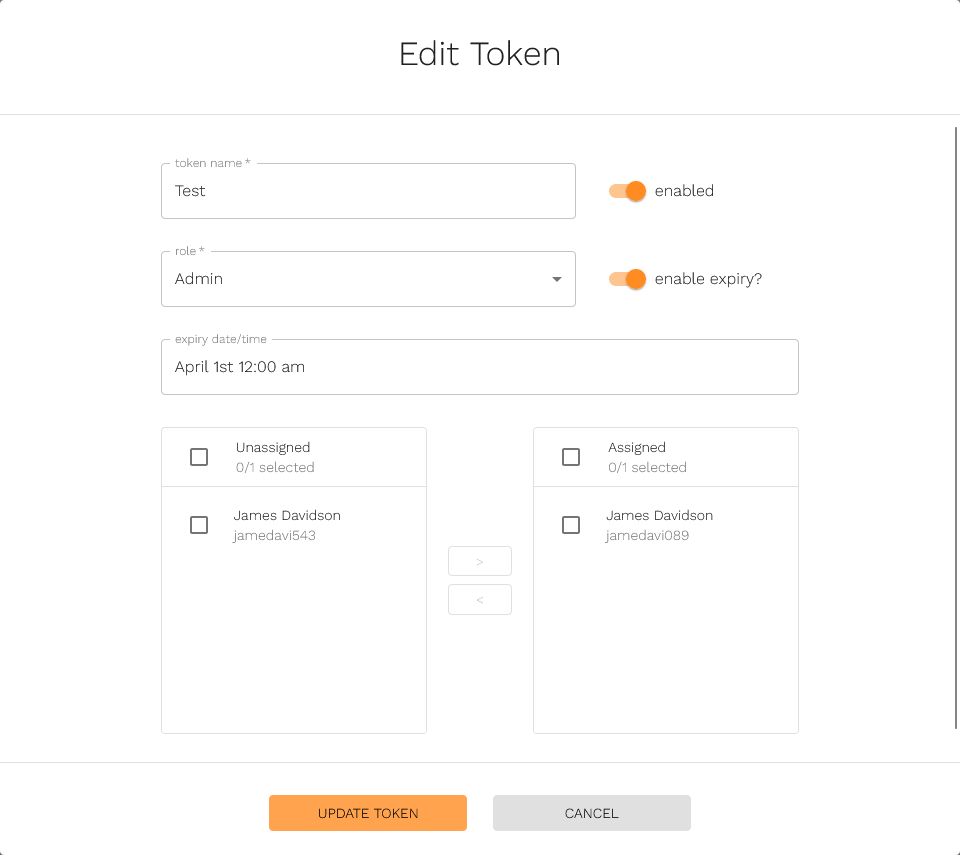 Edit Token
token name *
Test
enabled
role *
Admin
enable expiry?
expiry date/time
April 1st 12:00 am
Unassigned
0/1 selected
James Davidson
jamedavi543
>
<
Assigned
0/1 selected
James Davidson
jamedavi089
UPDATE TOKEN
CANCEL